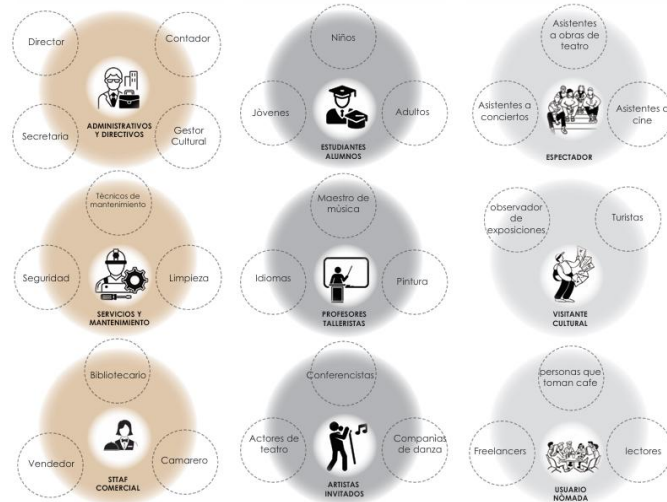 Director
Contador
Secretaria
Gestor
Cultural
ADMINISTRATIVOS
Y DIRECTIVOS
Niños
Jóvenes
Adultos
ESTUDIANTES
ALUMNOS
Asistentes
a obras de
teatro
Asistentes a
conciertos
Asistentes a
cine
ESPECTADOR
Técnicos de
mantenimiento
Seguridad
Limpieza
SERVICIOS Y
MANTENIMIENTO
Maestro de
música
Idiomas
Pintura
PROFESORES
TALLERISTAS
observador
de
exposiciones
Turistas
VISITANTE
CULTURAL
Bibliotecario
Vendedor
Camarero
STTAF
COMERCIAL
Conferencistas
Actores de
teatro
Companias
de danza
ARTISTAS
INVITADOS
personas que
toman cafe
Freelancers
lectores
USUARIO
NÓMADA